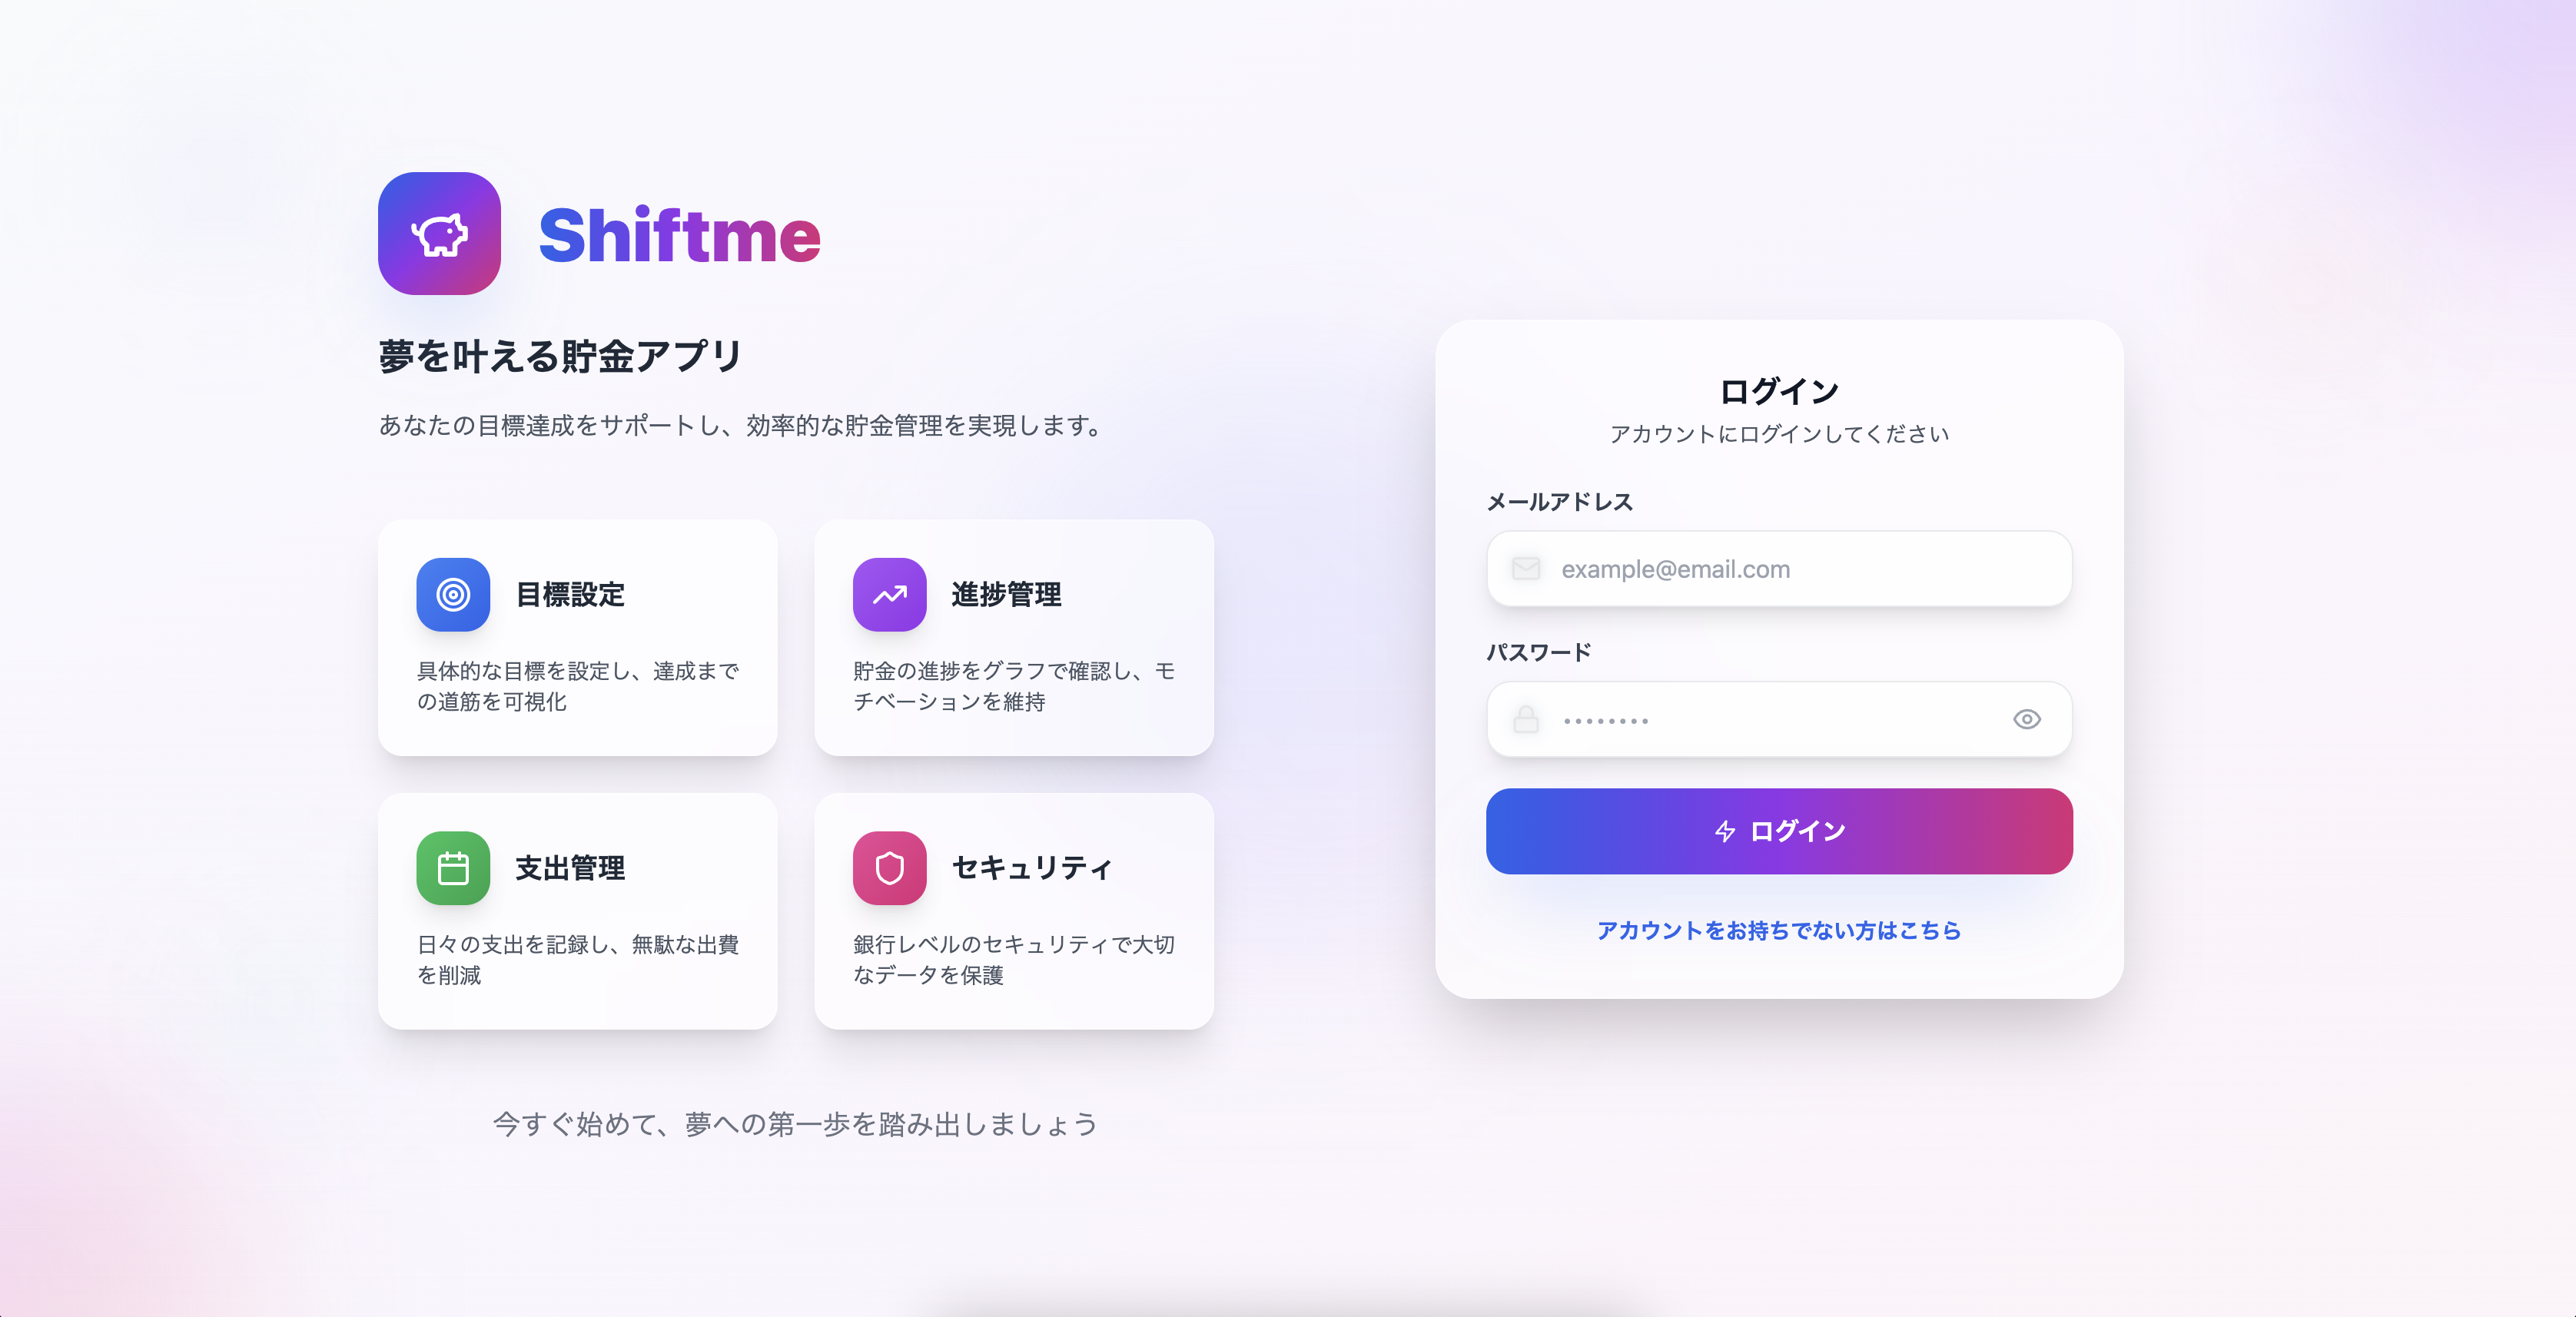 Shiftme
夢を叶える貯金アプリ
あなたの目標達成をサポートし、効率的な貯金管理を実現します。
目標設定
具体的な目標を設定し、達成まで
の道筋を可視化
進捗管理
貯金の進捗をグラフで確認し、モ
チベーションを維持
支出管理
日々の支出を記録し、無駄な出費
を削減
セキュリティ
銀行レベルのセキュリティで大切
なデータを保護
今すぐ始めて、夢への第一歩を踏み出しましょう
ログイン
アカウントにログインしてください
メールアドレス
example@email.com
パスワード
••••••••
ログイン
アカウントをお持ちでない方はこちら